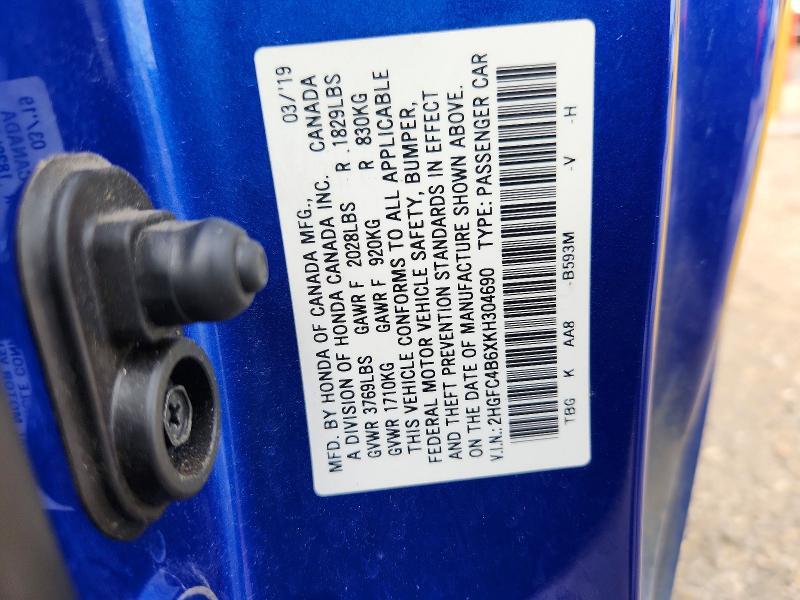 MFD. BY HONDA OF CANADA MFG., 03/'19
A DIVISION OF HONDA CANADA INC. CANADA
GVWR 3769LBS GAWR F 2028LBS R 1829LBS
GVWR 1710KG GAWR F 920KG R 830KG
THIS VEHICLE CONFORMS TO ALL APPLICABLE
FEDERAL MOTOR VEHICLE SAFETY, BUMPER,
AND THEFT PREVENTION STANDARDS IN EFFECT
ON THE DATE OF MANUFACTURE SHOWN ABOVE.
V.I.N.: 2HGFC4B6XKH304690 TYPE: PASSENGER CAR
TBG K AA8 -B593M -V -H